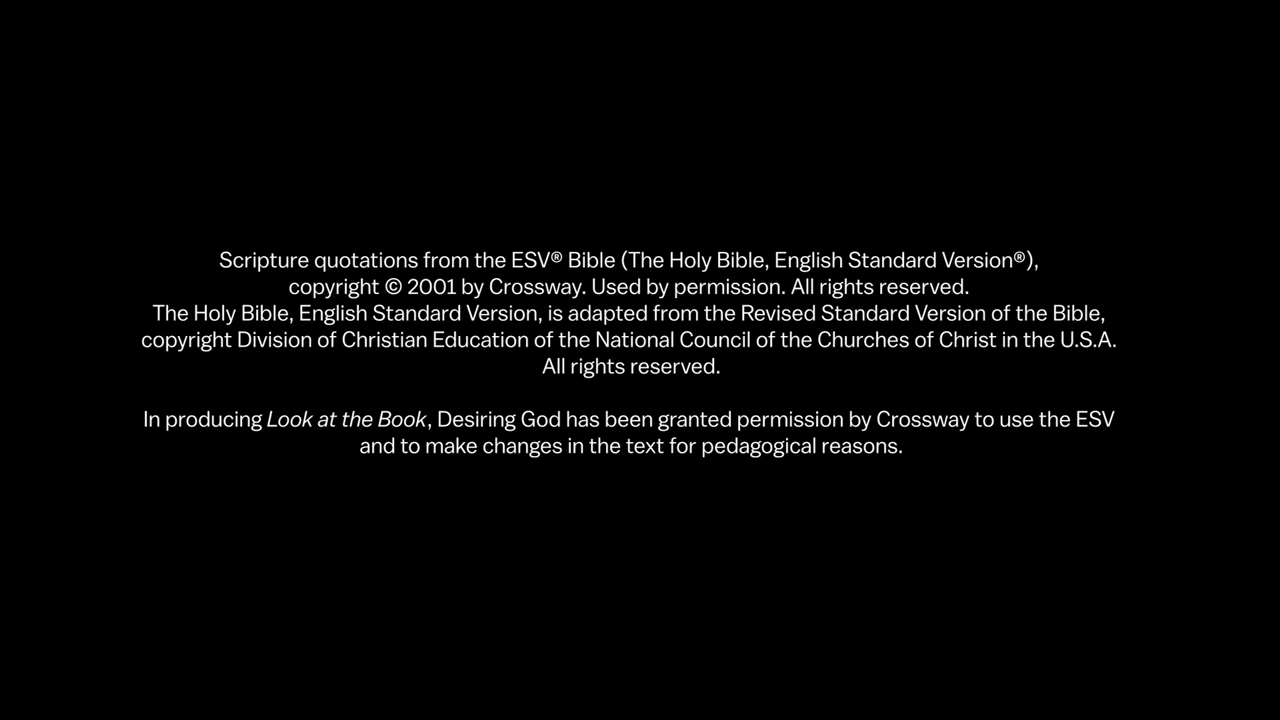 Scripture quotations from the ESV® Bible (The Holy Bible, English Standard Version®),
copyright © 2001 by Crossway. Used by permission. All rights reserved.
The Holy Bible, English Standard Version, is adapted from the Revised Standard Version of the Bible,
copyright Division of Christian Education of the National Council of the Churches of Christ in the U.S.A.
All rights reserved.
In producing Look at the Book, Desiring God has been granted permission by Crossway to use the ESV
and to make changes in the text for pedagogical reasons.